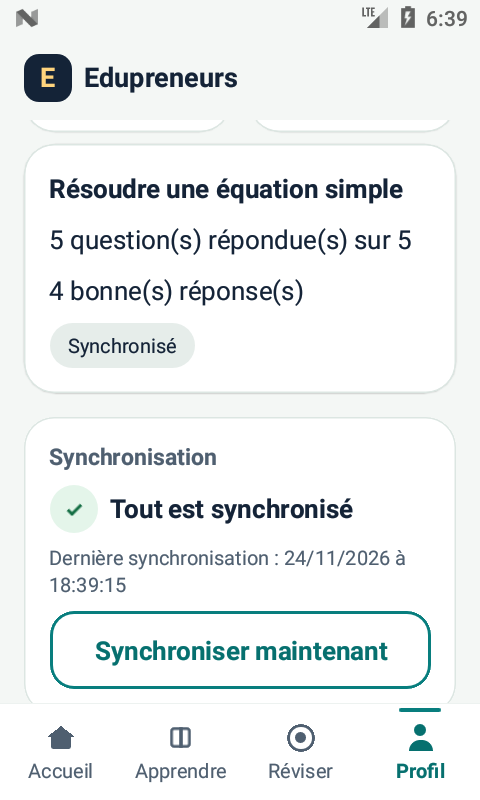 LTE
6:39
E
Edupreneurs
Résoudre une équation simple
5 question(s) répondue(s) sur 5
4 bonne(s) réponse(s)
Synchronisé
Synchronisation
Tout est synchronisé
Dernière synchronisation : 24/11/2026 à
18:39:15
Synchroniser maintenant
Accueil
Apprendre
Réviser
Profil